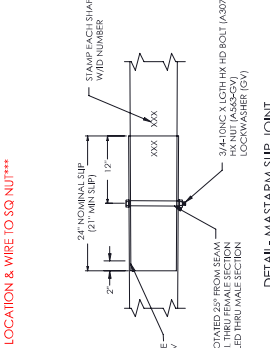 LOCATION & WIRE TO SQ NUT***
STAMP EACH SHAF
W/ID NUMBER
XXX
XXX
24" NOMINAL SLIP
(21" MIN SLIP)
12"
2"
3/4-10NC X LGTH HX HD BOLT (A307
HX NUT (A563-GV)
LOCKWASHER (GV)
OTATED 25° FROM SEAM
THRU FEMALE SECTION
LED THRU MALE SECTION
DETAIL- MASTARM SLIP JOINT